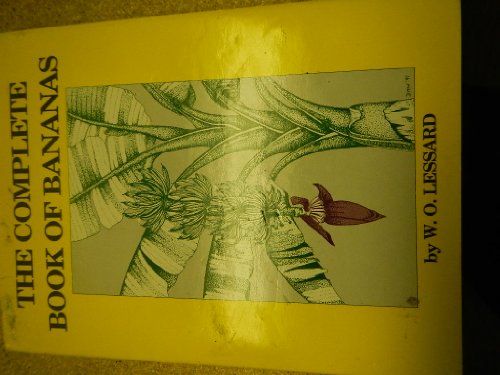 THE COMPLETE
BOOK OF BANANAS
by W. O. LESSARD